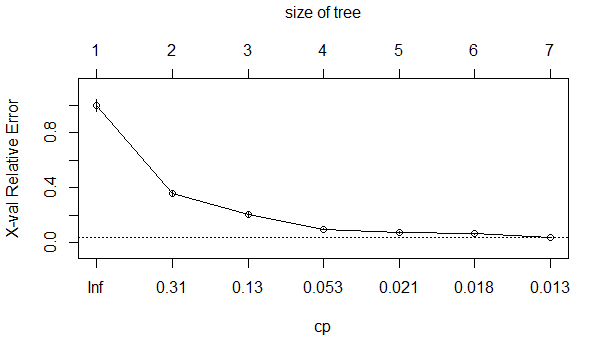 size of tree
1 2 3 4 5 6 7
X-val Relative Error
0.8
0.4
0.0
Inf 0.31 0.13 0.053 0.021 0.018 0.013
cp